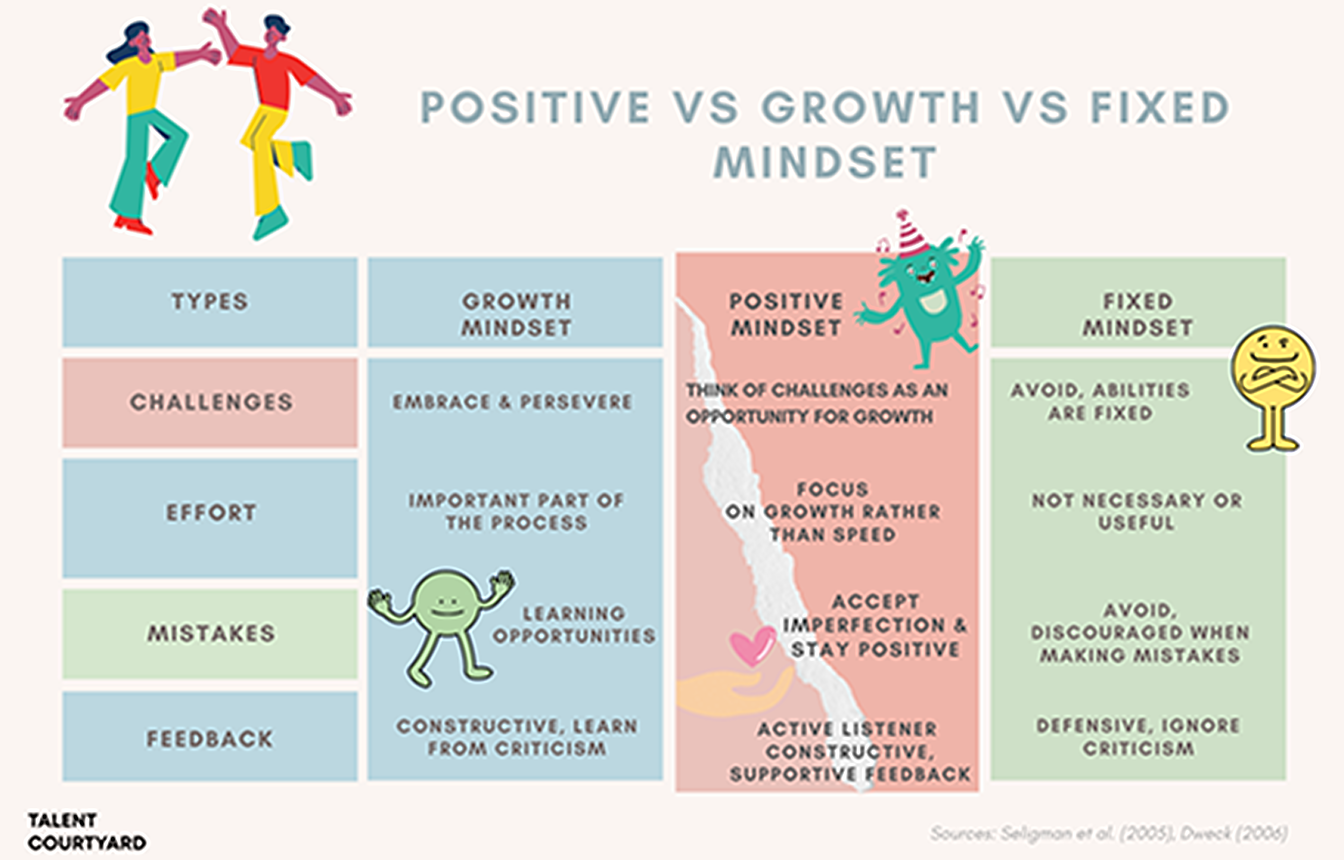 POSITIVE VS GROWTH VS FIXED
MINDSET
TYPES
GROWTH
MINDSET
POSITIVE
MINDSET
FIXED
MINDSET
CHALLENGES
EMBRACE & PERSEVERE
THINK OF CHALLENGES AS AN
OPPORTUNITY FOR GROWTH
AVOID, ABILITIES
ARE FIXED
EFFORT
IMPORTANT PART OF
THE PROCESS
FOCUS
ON GROWTH RATHER
THAN SPEED
NOT NECESSARY OR
USEFUL
MISTAKES
LEARNING
OPPORTUNITIES
ACCEPT
IMPERFECTION &
STAY POSITIVE
AVOID,
DISCOURAGED WHEN
MAKING MISTAKES
FEEDBACK
CONSTRUCTIVE, LEARN
FROM CRITICISM
ACTIVE LISTENER
CONSTRUCTIVE,
SUPPORTIVE FEEDBACK
DEFENSIVE, IGNORE
CRITICISM
TALENT
COURTYARD
Sources: Seligman et al. (2005), Dweck (2006)